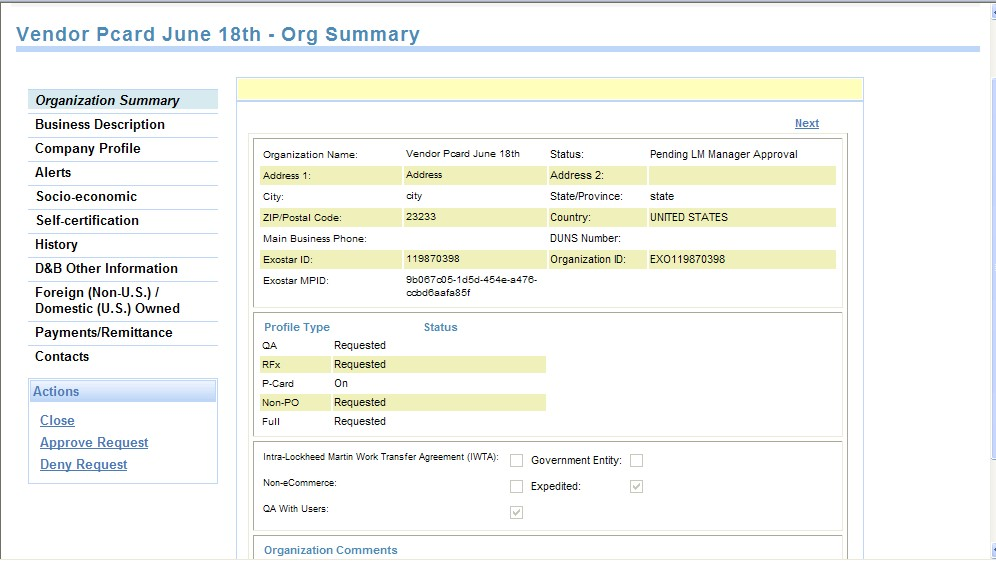 Vendor Pcard June 18th - Org Summary
Organization Summary
Business Description
Company Profile
Alerts
Socio-economic
Self-certification
History
D&B Other Information
Foreign (Non-U.S.) /
Domestic (U.S.) Owned
Payments/Remittance
Contacts
Actions
Close
Approve Request
Deny Request
Next
Organization Name: Vendor Pcard June 18th Status: Pending LM Manager Approval
Address 1: Address Address 2:
City: city State/Province: state
ZIP/Postal Code: 23233 Country: UNITED STATES
Main Business Phone: DUNS Number:
Exostar ID: 119870398 Organization ID: EXO119870398
Exostar MPID: 9b067c05-1d5d-454e-a476-
ccbd6aafa85f
Profile Type Status
QA Requested
RFx Requested
P-Card On
Non-PO Requested
Full Requested
Intra-Lockheed Martin Work Transfer Agreement (IWTA): Government Entity:
Non-eCommerce: Expedited:
QA With Users:
Organization Comments